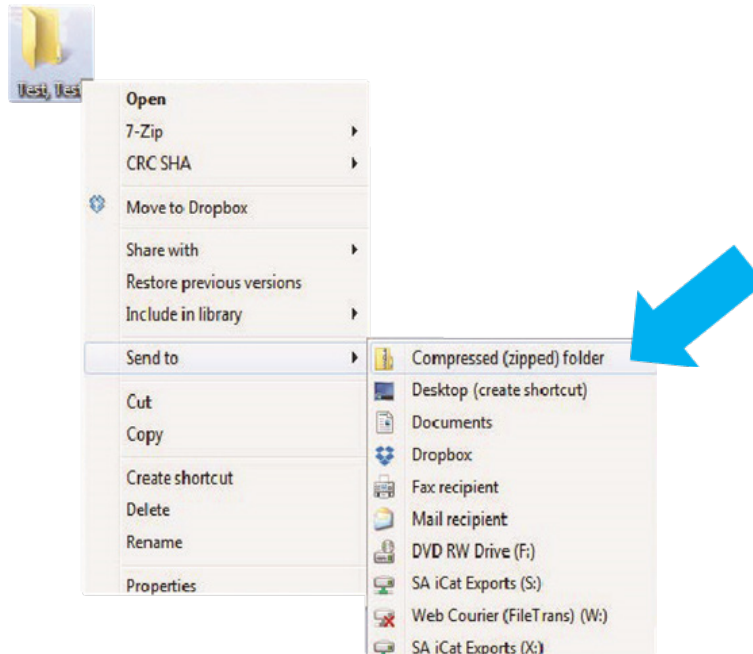 Test, Test
Open
7-Zip
CRC SHA
Move to Dropbox
Share with
Restore previous versions
Include in library
Send to
Cut
Copy
Create shortcut
Delete
Rename
Properties
Compressed (zipped) folder
Desktop (create shortcut)
Documents
Dropbox
Fax recipient
Mail recipient
DVD RW Drive (F:)
SA iCat Exports (S:)
Web Courier (FileTrans) (W:)
SA iCat Exports (X:)